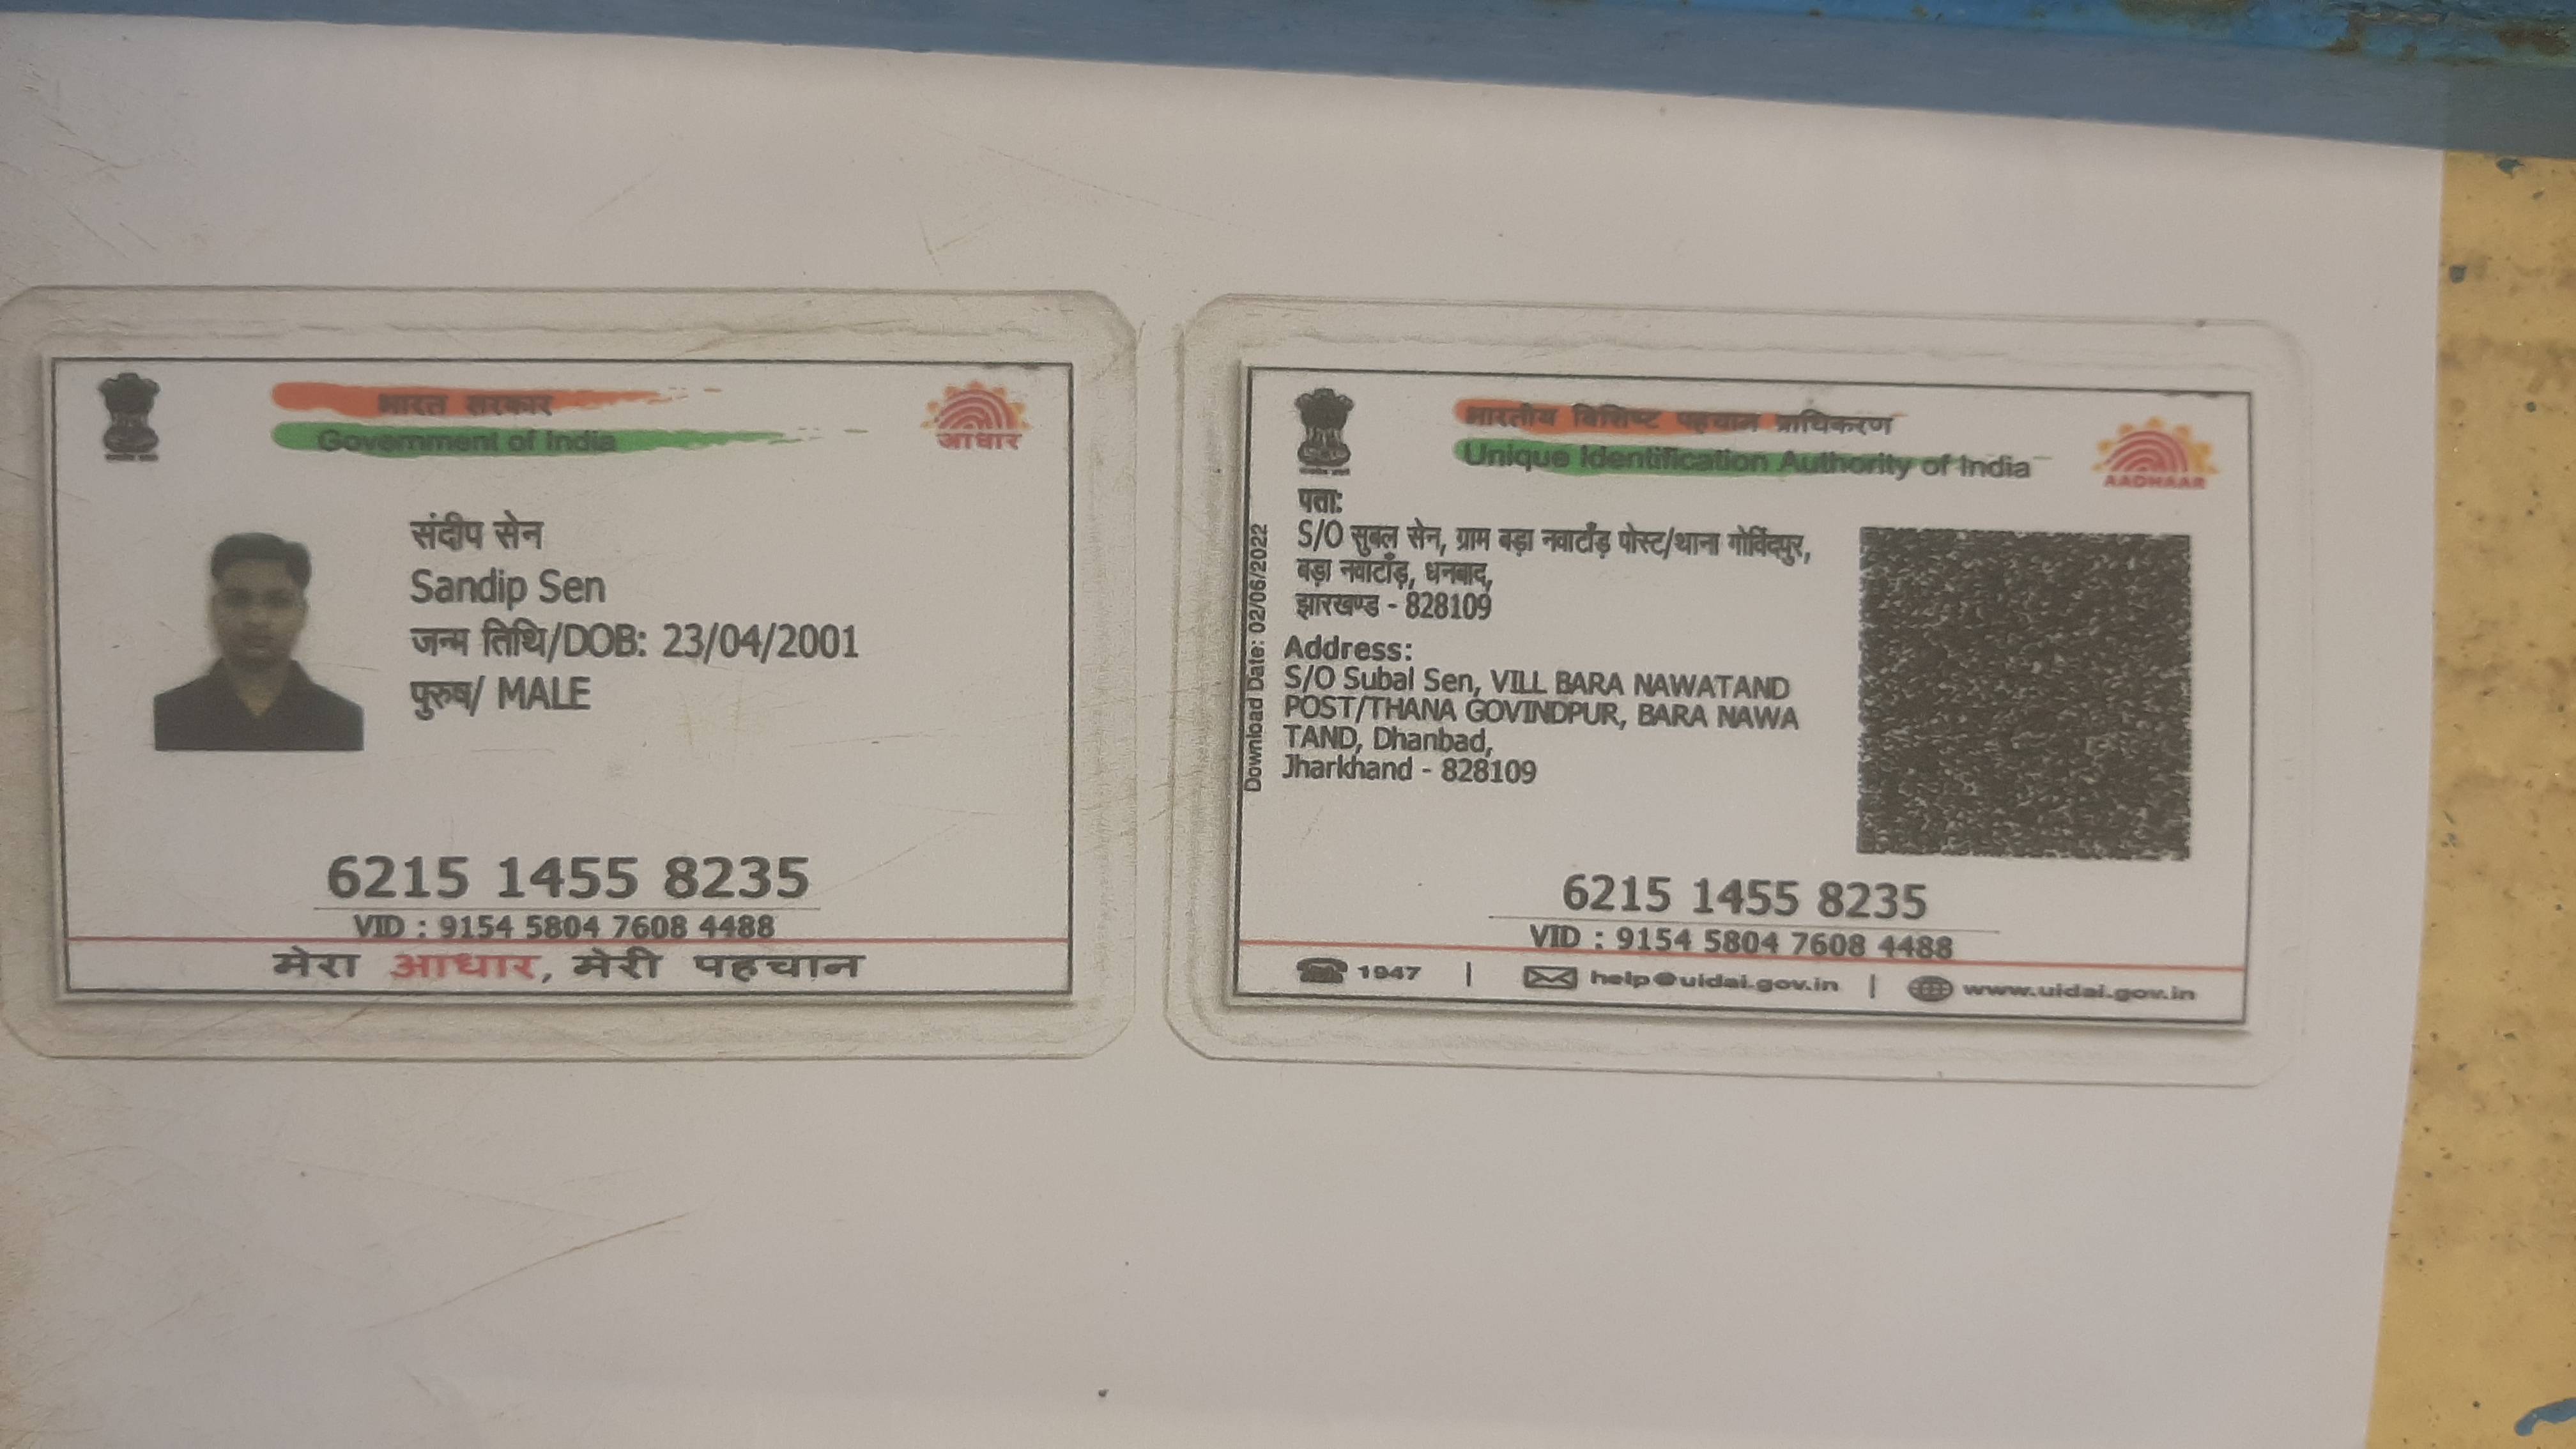 भारत सरकार
Government of India
आधार
संदीप सेन
Sandip Sen
जन्म तिथि/DOB: 23/04/2001
पुरुष/ MALE
6215 1455 8235
VID : 9154 5804 7608 4488
मेरा आधार, मेरी पहचान
भारतीय विशिष्ट पहचान प्राधिकरण
Unique Identification Authority of India
AADHAAR
Download Date: 02/06/2022
पता:
S/O सुबल सेन, ग्राम बड़ा नवाटाँड़ पोस्ट/थाना गोविंदपुर,
बड़ा नवाटाँड़, धनबाद,
झारखण्ड - 828109
Address:
S/O Subal Sen, VILL BARA NAWATAND
POST/THANA GOVINDPUR, BARA NAWA
TAND, Dhanbad,
Jharkhand - 828109
6215 1455 8235
VID : 9154 5804 7608 4488
1947 | help@uidai.gov.in | www.uidai.gov.in